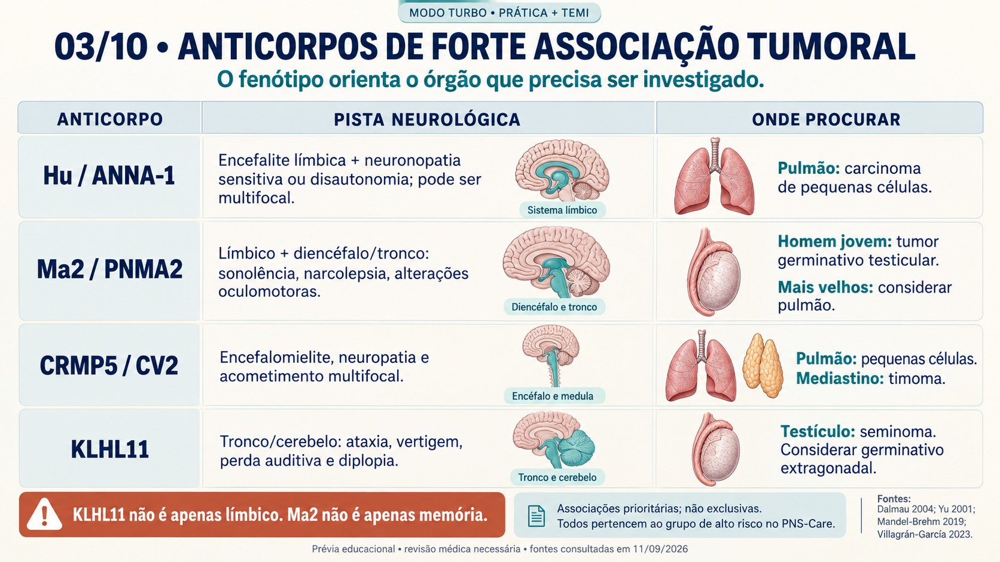 MODO TURBO • PRÁTICA + TEMI
03/10 • ANTICORPOS DE FORTE ASSOCIAÇÃO TUMORAL
O fenótipo orienta o órgão que precisa ser investigado.
ANTICORPO
PISTA NEUROLÓGICA
ONDE PROCURAR
Hu / ANNA-1
Encefalite límbica + neuronopatia
sensitiva ou disautonomia; pode ser
multifocal.
Sistema límbico
Pulmão: carcinoma
de pequenas células.
Ma2 / PNMA2
Límbico + diencéfalo/tronco:
sonolência, narcolepsia, alterações
oculomotoras.
Diencéfalo e tronco
Homem jovem: tumor
germinativo testicular.
Mais velhos: considerar
pulmão.
CRMP5 / CV2
Encefalomielite, neuropatia e
acometimento multifocal.
Encéfalo e medula
Pulmão: pequenas células.
Mediastino: timoma.
KLHL11
Tronco/cerebelo: ataxia, vertigem,
perda auditiva e diplopia.
Tronco e cerebelo
Testículo: seminoma.
Considerar germinativo
extragonadal.
KLHL11 não é apenas límbico. Ma2 não é apenas memória.
Associações prioritárias; não exclusivas.
Todos pertencem ao grupo de alto risco no PNS-Care.
Fontes:
Dalmau 2004; Yu 2001;
Mandel-Brehm 2019;
Villagrán-García 2023.
Prévia educacional • revisão médica necessária • fontes consultadas em 11/09/2026